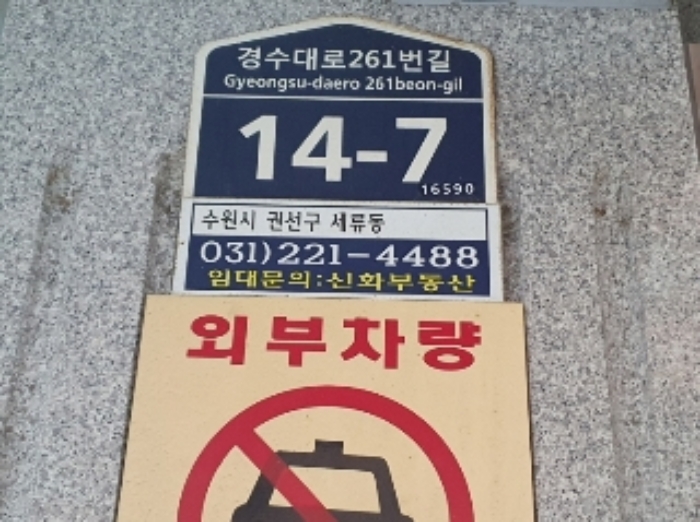 경수대로261번길
Gyeongsu-daero 261beon-gil
14-7
16590
수원시 권선구 세류동
031)221-4488
임대문의:신화부동산
외부차량